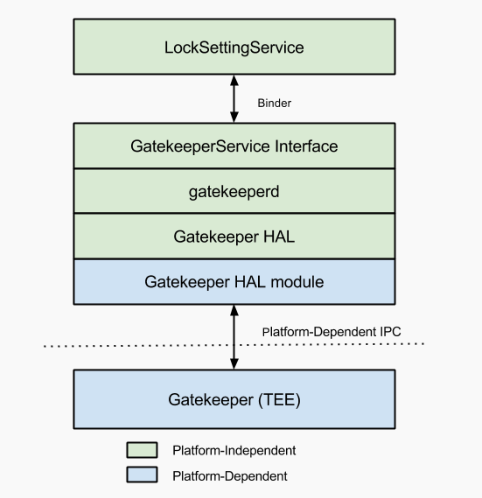 LockSettingService
Binder
GatekeeperService Interface
gatekeeperd
Gatekeeper HAL
Gatekeeper HAL module
Platform-Dependent IPC
Gatekeeper (TEE)
Platform-Independent
Platform-Dependent